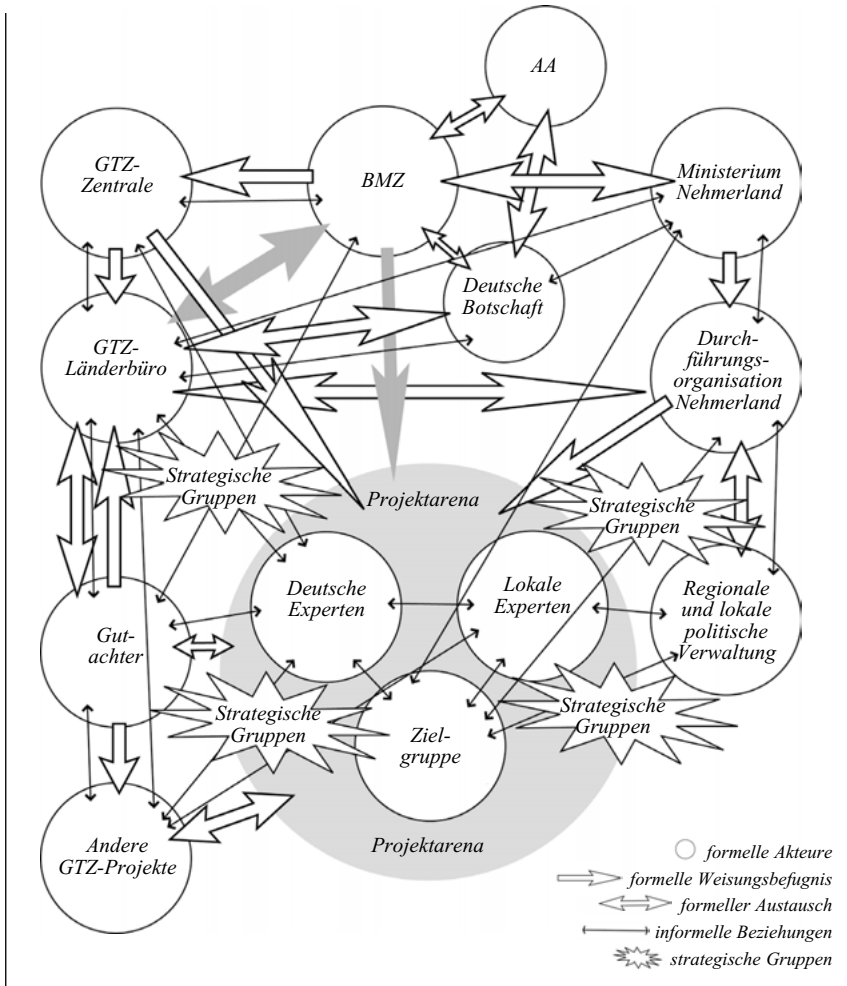 AA
GTZ-
Zentrale
BMZ
Ministerium
Nehmerland
Deutsche
Botschaft
GTZ-
Länderbüro
Durch-
führungs-
organisation
Nehmerland
Strategische
Gruppen
Projektarena
Strategische
Gruppen
Deutsche
Experten
Lokale
Experten
Regionale
und lokale
politische
Verwaltung
Gut-
achter
Strategische
Gruppen
Ziel-
gruppe
Strategische
Gruppen
Andere
GTZ-Projekte
Projektarena
formelle Akteure
formelle Weisungsbefugnis
formeller Austausch
informelle Beziehungen
strategische Gruppen